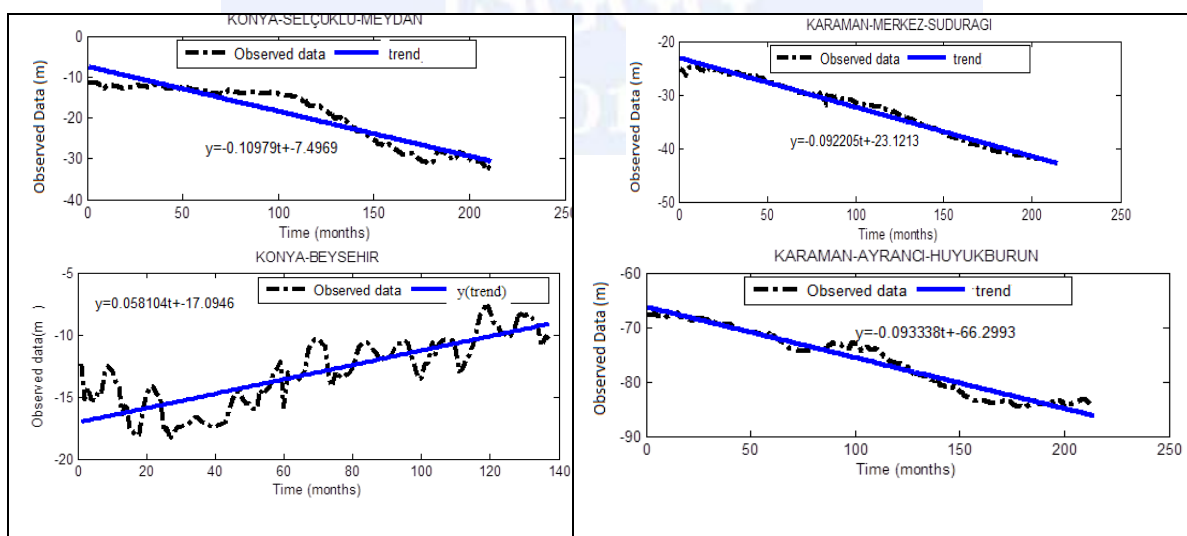 KONYA-SELÇUKLU-MEYDAN
Observed data trend
y=-0.10979t+-7.4969
Observed Data (m)
0
-10
-20
-30
-40
0 50 100 150 200 250
Time (months)
KONYA-BEYSEHIR
y=0.058104t+-17.0946
Observed data y(trend)
Observed data(m )
-5
-10
-15
-20
0 20 40 60 80 100 120 140
Time (months)
KARAMAN-MERKEZ-SUDURAGI
Observed data trend
y=-0.092205t+-23.1213
Observed Data (m)
-20
-30
-40
-50
0 50 100 150 200 250
Time (months)
KARAMAN-AYRANCI-HUYUKBURUN
Observed data trend
y=-0.093338t+-66.2993
Observed Data (m)
-60
-70
-80
-90
0 50 100 150 200 250
Time (months)